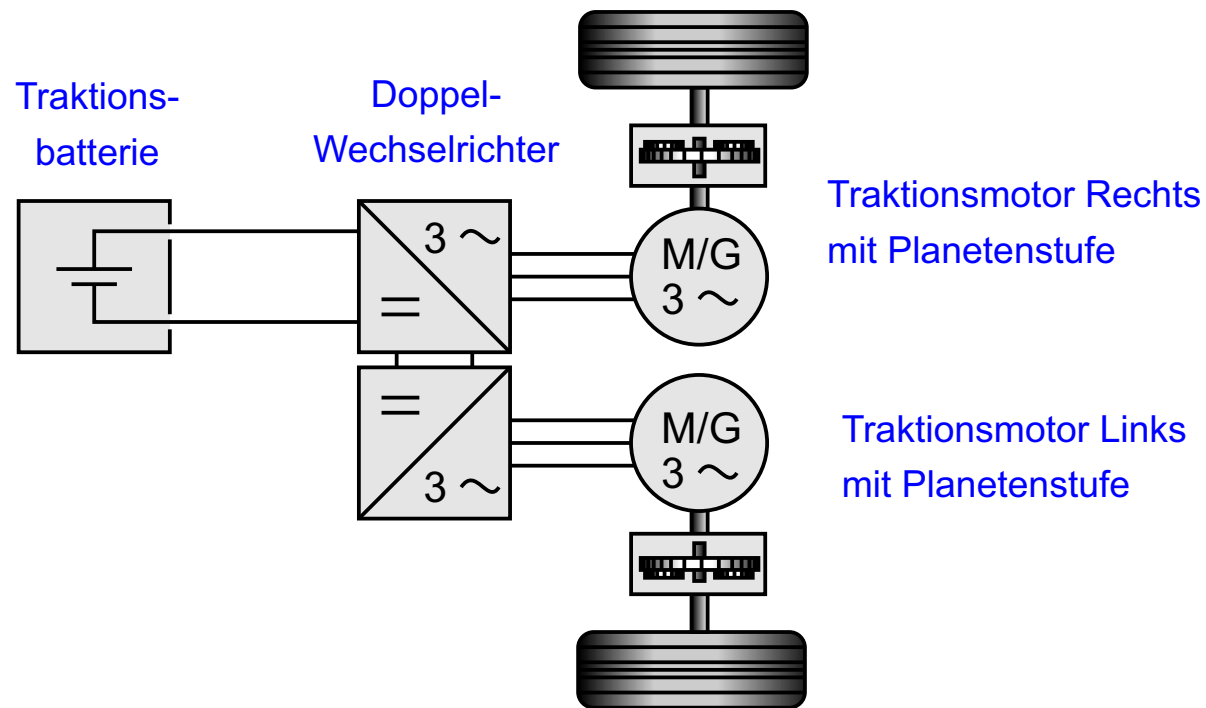 Traktions-
batterie
Doppel-
Wechselrichter
Traktionsmotor Rechts
mit Planetenstufe
3 ~
=
M/G
3 ~
=
3 ~
M/G
3 ~
Traktionsmotor Links
mit Planetenstufe